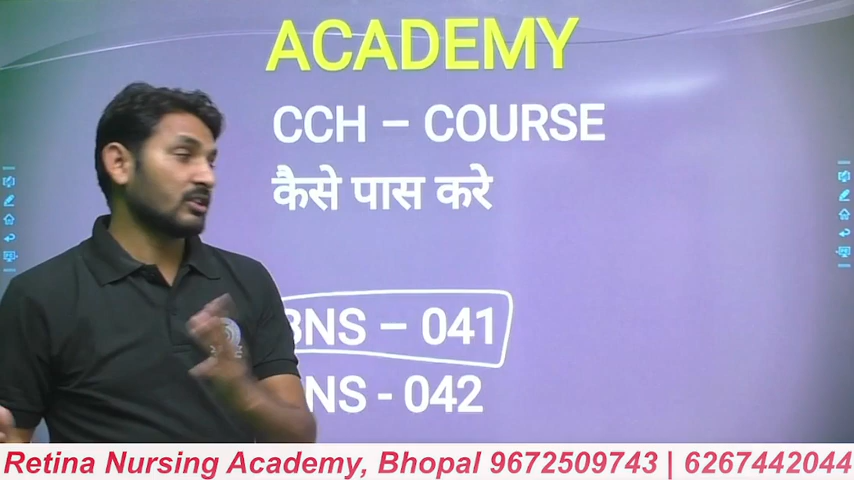 ACADEMY
CCH – COURSE
कैसे पास करे
BNS – 041
NS - 042
Retina Nursing Academy, Bhopal 9672509743 | 6267442044